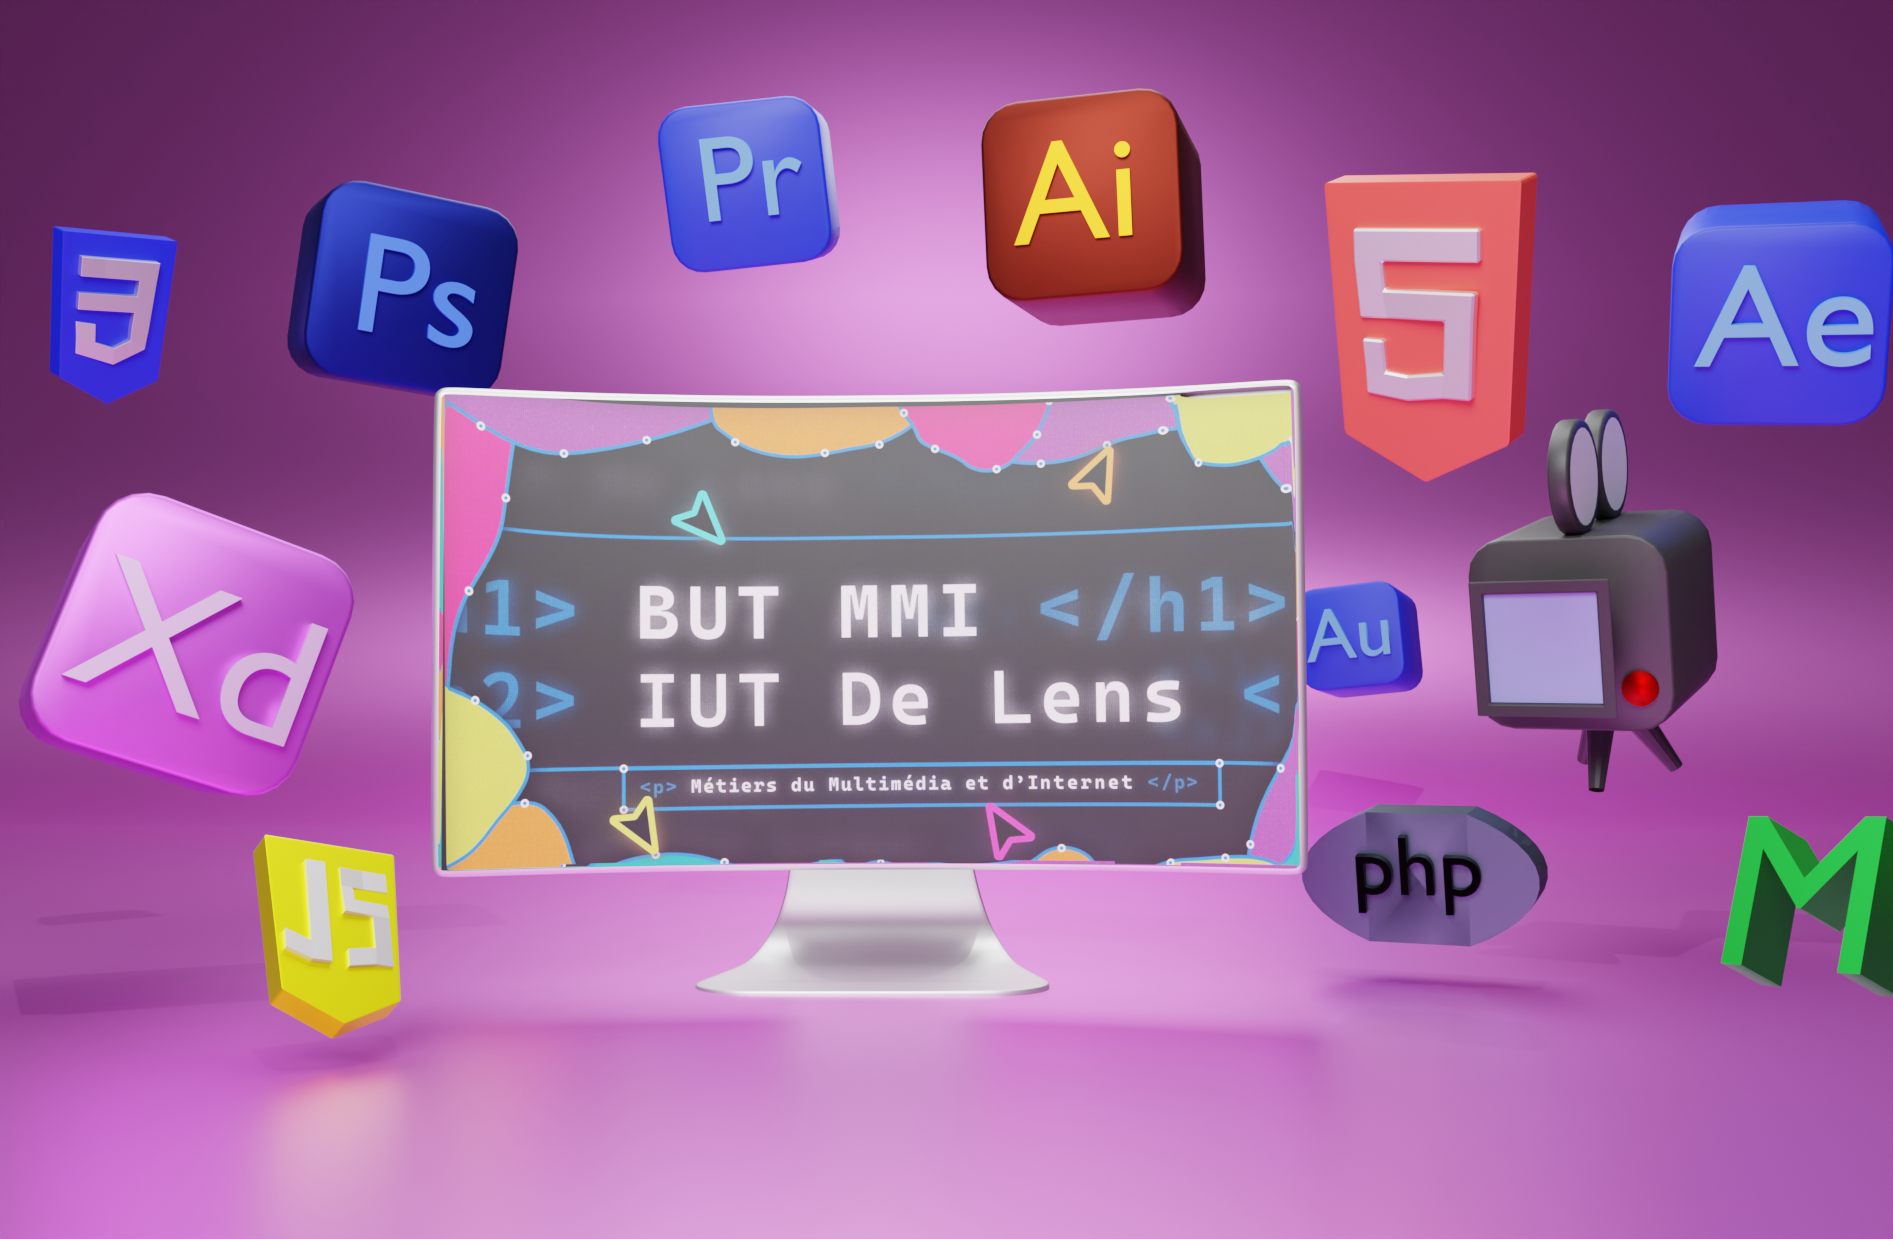 Pr
Ai
Ps
3
5
Ae
Xd
1> BUT MMI </h1>
2> IUT De Lens <
Au
<p> Métiers du Multimédia et d'Internet </p>
JS
php
M